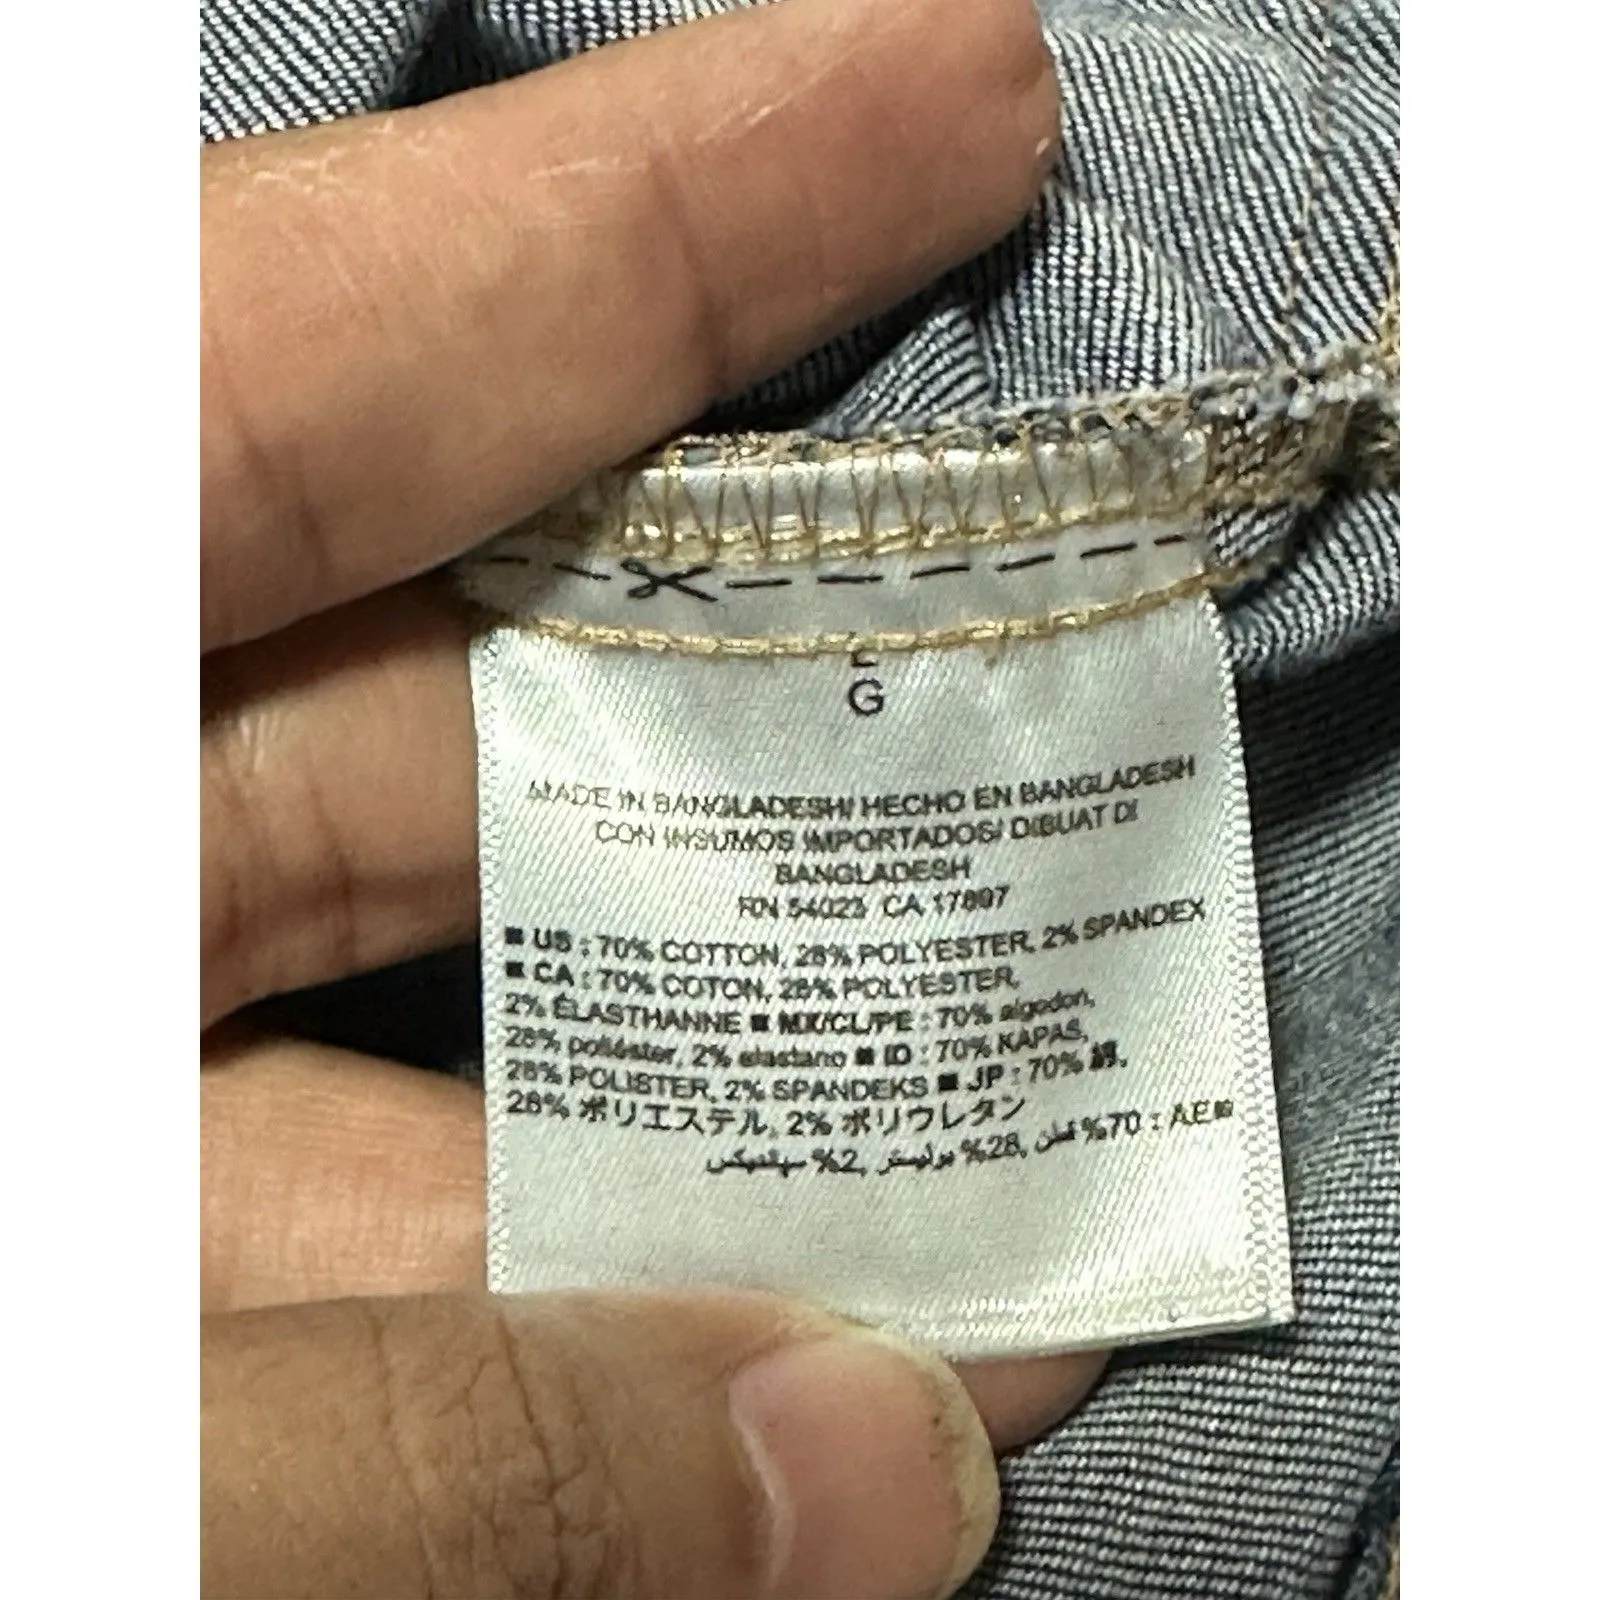 L
G
MADE IN BANGLADESH/ HECHO EN BANGLADESH
CON INSUMOS IMPORTADOS/ DIBUAT DI
BANGLADESH
RN 54023 CA 17897
■ US : 70% COTTON, 28% POLYESTER, 2% SPANDEX
■ CA : 70% COTON, 28% POLYESTER,
2% ÉLASTHANNE ■ MX/CL/PE : 70% algodon,
28% poliéster, 2% elastano ■ ID : 70% KAPAS,
28% POLISTER, 2% SPANDEKS ■ JP : 70% 綿,
28% ポリエステル, 2% ポリウレタン
■ AE : 70% قطن, 28% بوليستر, 2% سباندیکس